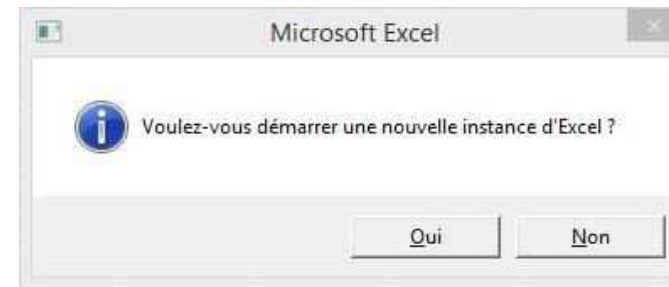 Microsoft Excel
Voulez-vous démarrer une nouvelle instance d'Excel ?
Oui
Non